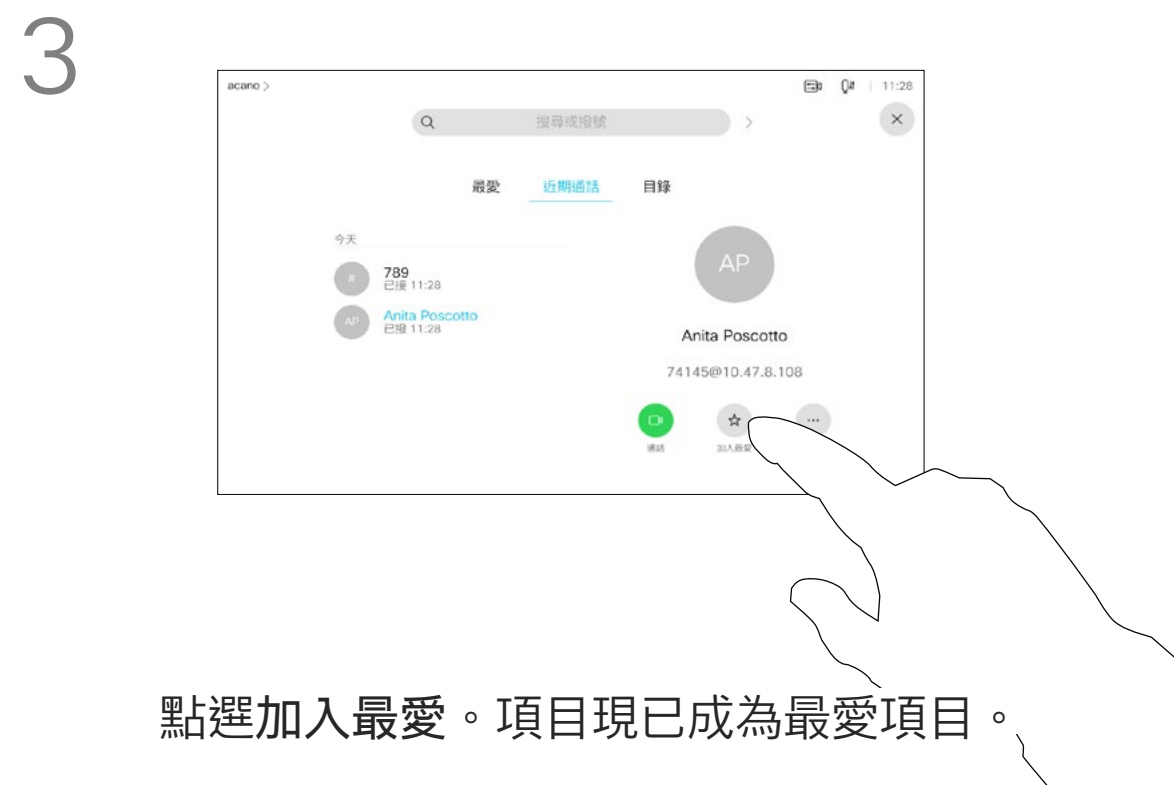 3
acano >
11:28
搜尋或撥號
最愛 近期通話 目錄
今天
#
789
已接 11:28
AP
Anita Poscotto
已撥 11:28
AP
Anita Poscotto
74145@10.47.8.108
通話 加入最愛
點選加入最愛。項目現已成為最愛項目。